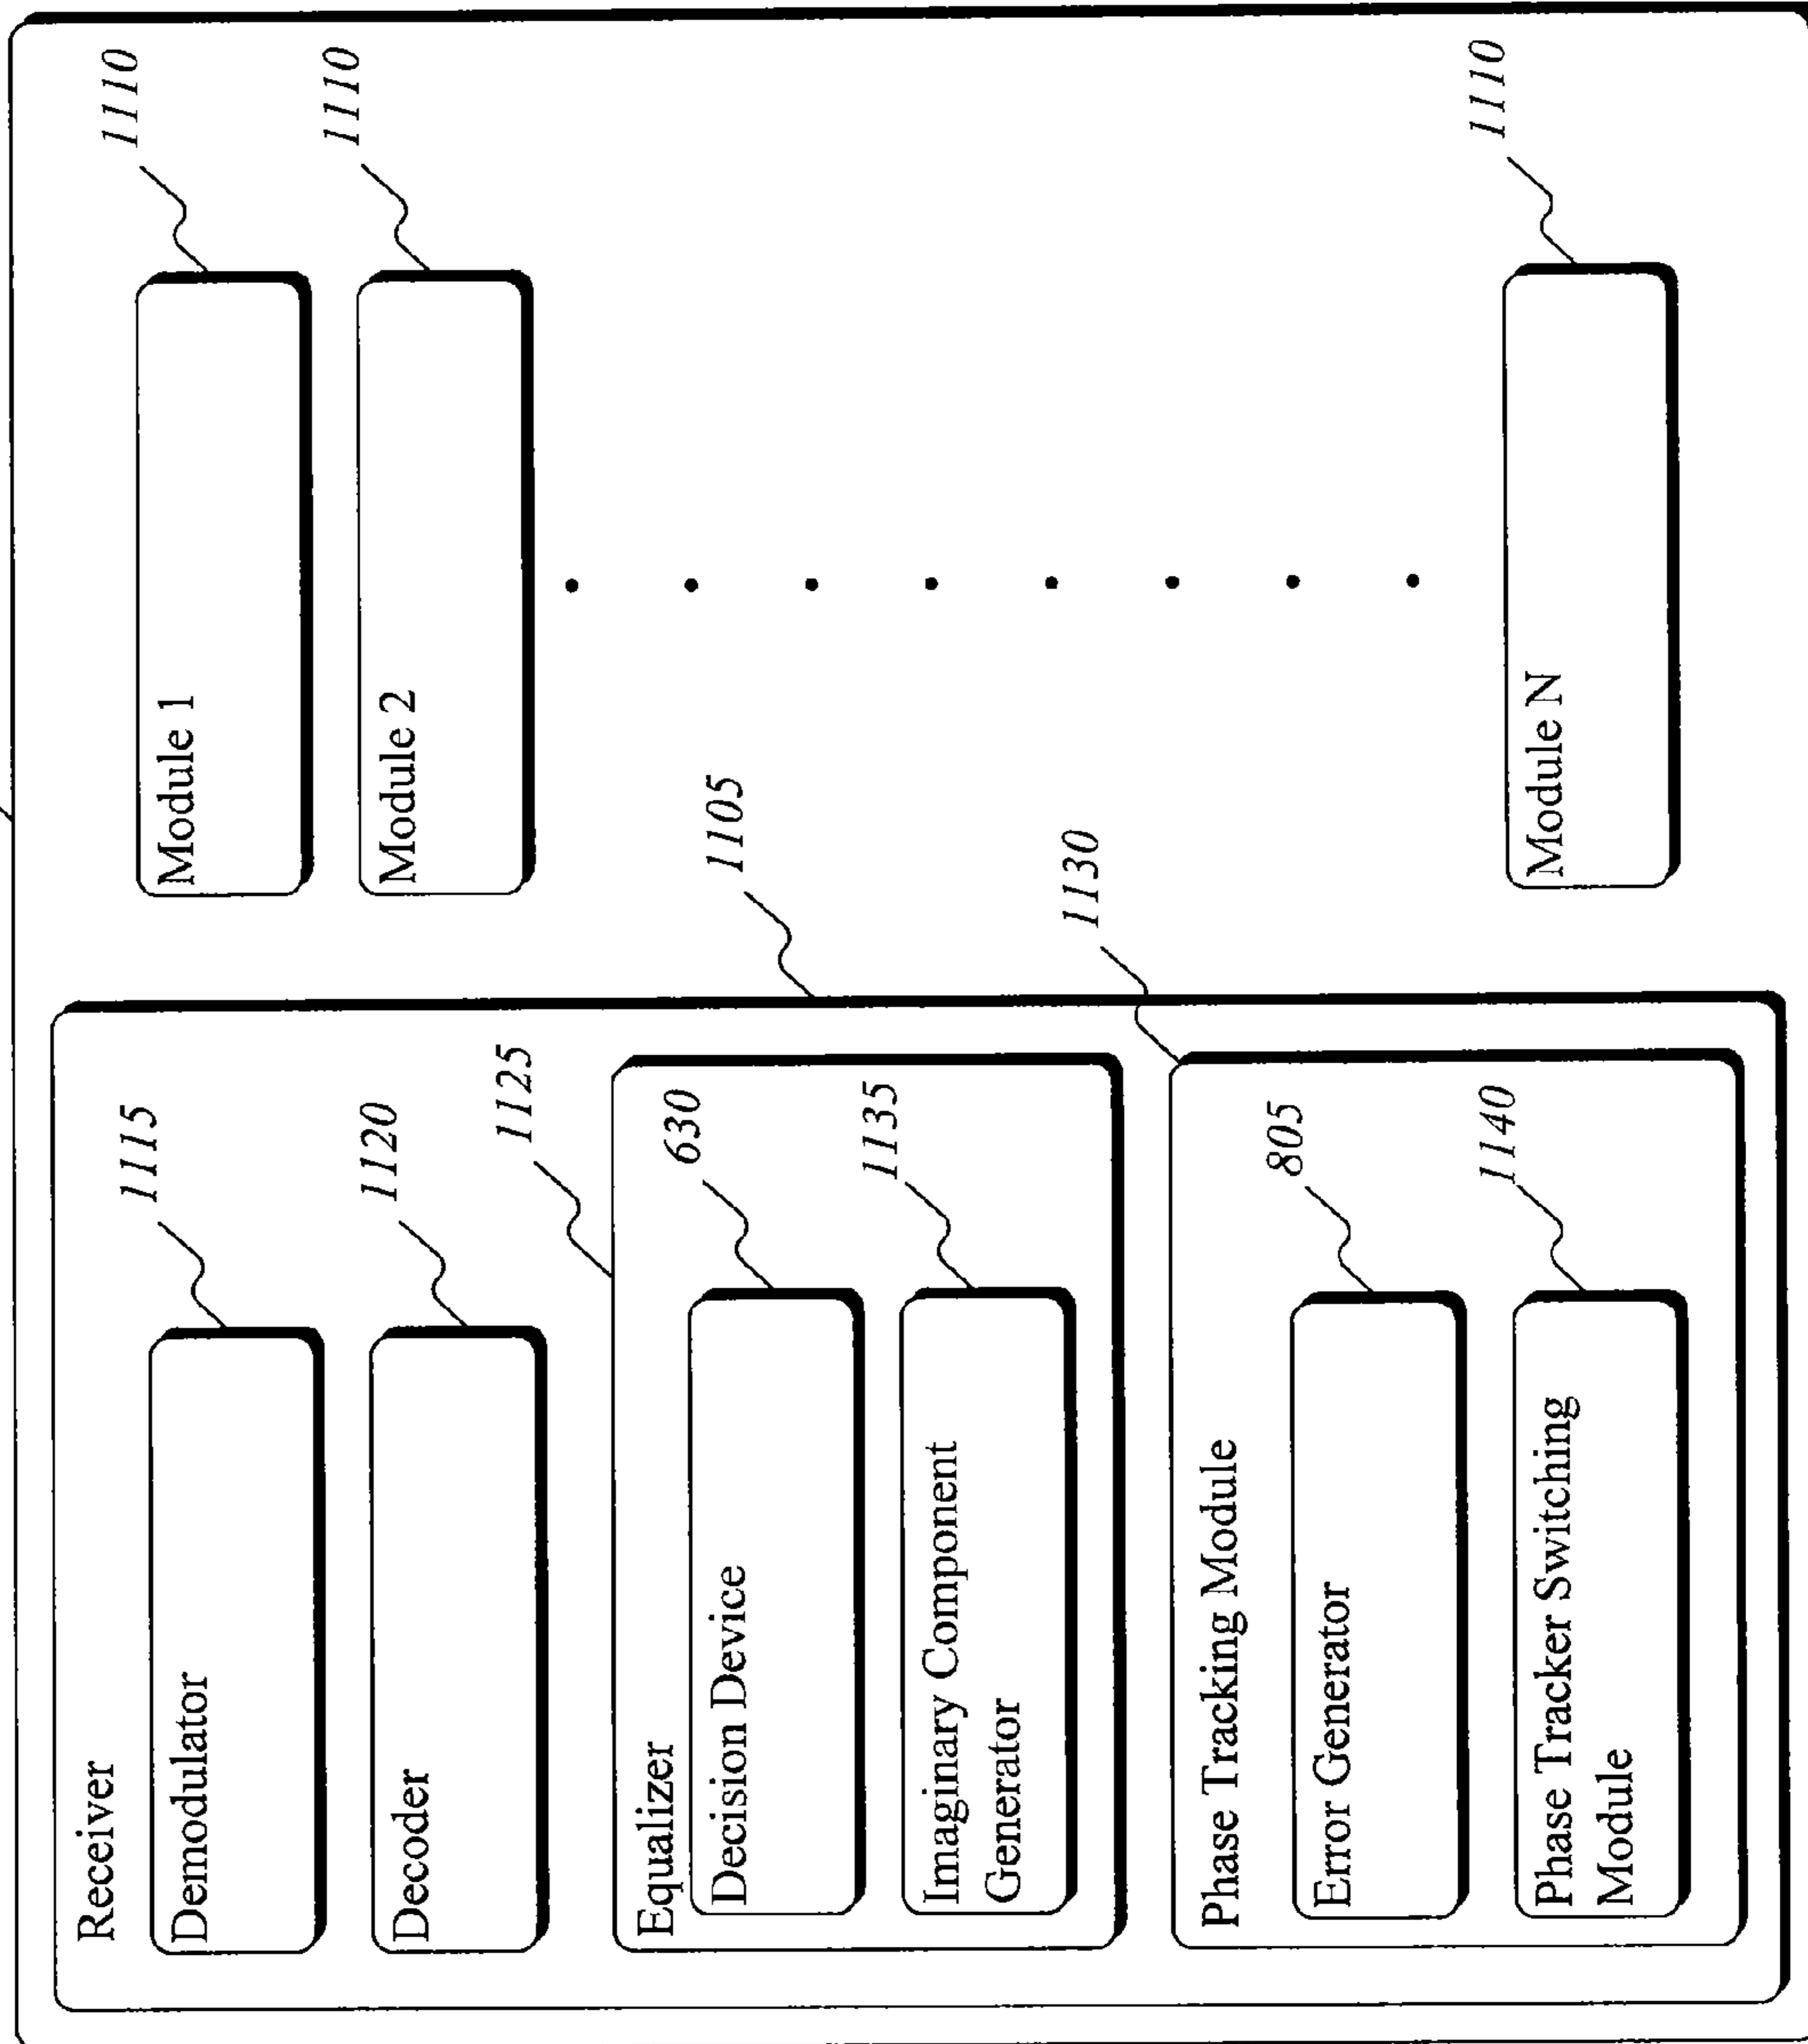 Receiver
1105
Demodulator
1115
Decoder
1120
Equalizer
1125
Decision Device
630
Imaginary Component
Generator
1135
Phase Tracking Module
1130
Error Generator
805
Phase Tracker Switching
Module
1140
Module 1
1110
Module 2
1110
Module N
1110